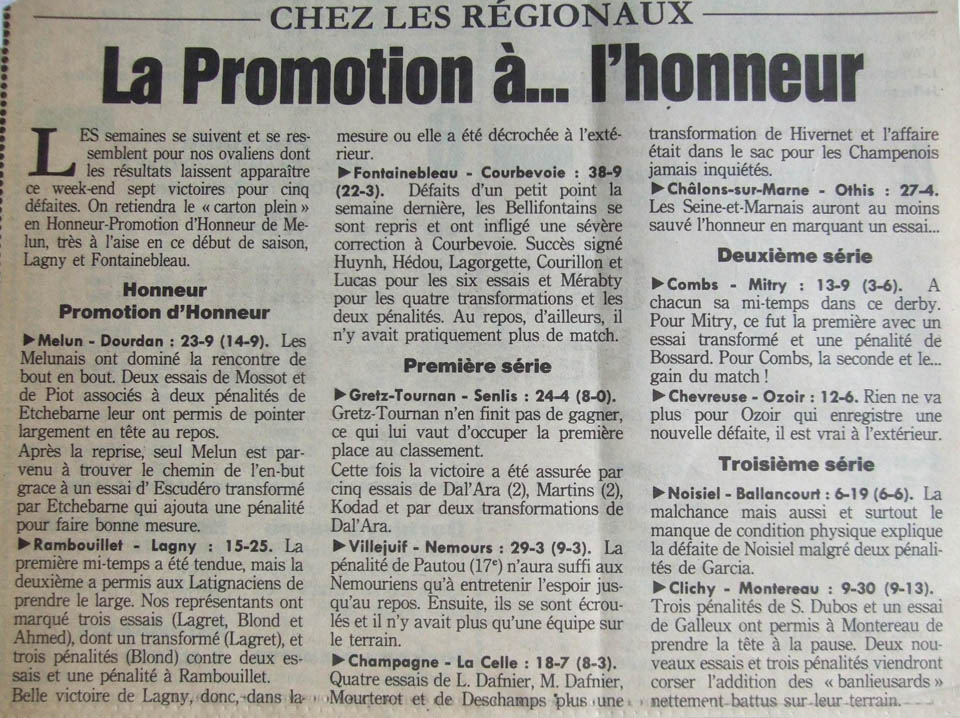 CHEZ LES RÉGIONAUX
La Promotion à... l'honneur
LES semaines se suivent et se res-
semblent pour nos ovaliens dont
les résultats laissent apparaître
ce week-end sept victoires pour cinq
défaites. On retiendra le « carton plein »
en Honneur-Promotion d'Honneur de Me-
lun, très à l'aise en ce début de saison,
Lagny et Fontainebleau.
Honneur
Promotion d'Honneur
►Melun - Dourdan : 23-9 (14-9). Les
Melunais ont dominé la rencontre de
bout en bout. Deux essais de Mossot et
de Piot associés à deux pénalités de
Etchebarne leur ont permis de pointer
largement en tête au repos.
Après la reprise, seul Melun est par-
venu à trouver le chemin de l'en-but
grace à un essai d' Escudéro transformé
par Etchebarne qui ajouta une pénalité
pour faire bonne mesure.
►Rambouillet - Lagny : 15-25. La
première mi-temps a été tendue, mais la
deuxième a permis aux Latignaciens de
prendre le large. Nos représentants ont
marqué trois essais (Lagret, Blond et
Ahmed), dont un transformé (Lagret), et
trois pénalités (Blond) contre deux es-
sais et une pénalité à Rambouillet.
Belle victoire de Lagny, donc, dans la
mesure ou elle a été décrochée à l'exté-
rieur.
►Fontainebleau - Courbevoie : 38-9
(22-3). Défaits d'un petit point la
semaine dernière, les Bellifontains se
sont repris et ont infligé une sévère
correction à Courbevoie. Succès signé
Huynh, Hédou, Lagorgette, Courillon et
Lucas pour les six essais et Mérabty
pour les quatre transformations et les
deux pénalités. Au repos, d'ailleurs, il
n'y avait pratiquement plus de match.
Première série
►Gretz-Tournan - Senlis : 24-4 (8-0).
Gretz-Tournan n'en finit pas de gagner,
ce qui lui vaut d'occuper la première
place au classement.
Cette fois la victoire a été assurée par
cinq essais de Dal'Ara (2), Martins (2),
Kodad et par deux transformations de
Dal'Ara.
►Villejuif - Nemours : 29-3 (9-3). La
pénalité de Pautou (17e) n'aura suffi aux
Nemouriens qu'à entretenir l'espoir jus-
qu'au repos. Ensuite, ils se sont écrou-
lés et il n'y avait plus qu'une équipe sur
le terrain.
►Champagne - La Celle : 18-7 (8-3).
Quatre essais de L. Dafnier, M. Dafnier,
Mourterot et de Deschamps plus une
transformation de Hivernet et l'affaire
était dans le sac pour les Champenois
jamais inquiétés.
►Châlons-sur-Marne - Othis : 27-4.
Les Seine-et-Marnais auront au moins
sauvé l'honneur en marquant un essai...
Deuxième série
►Combs - Mitry : 13-9 (3-6). A
chacun sa mi-temps dans ce derby.
Pour Mitry, ce fut la première avec un
essai transformé et une pénalité de
Bossard. Pour Combs, la seconde et le...
gain du match !
►Chevreuse - Ozoir : 12-6. Rien ne va
plus pour Ozoir qui enregistre une
nouvelle défaite, il est vrai à l'extérieur.
Troisième série
►Noisiel - Ballancourt : 6-19 (6-6). La
malchance mais aussi et surtout le
manque de condition physique explique
la défaite de Noisiel malgré deux pénali-
tés de Garcia.
►Clichy - Montereau : 9-30 (9-13).
Trois pénalités de S. Dubos et un essai
de Galleux ont permis à Montereau de
prendre la tête à la pause. Deux nou-
veaux essais et trois pénalités viendront
corser l'addition des « banlieusards »
nettement battus sur leur terrain.